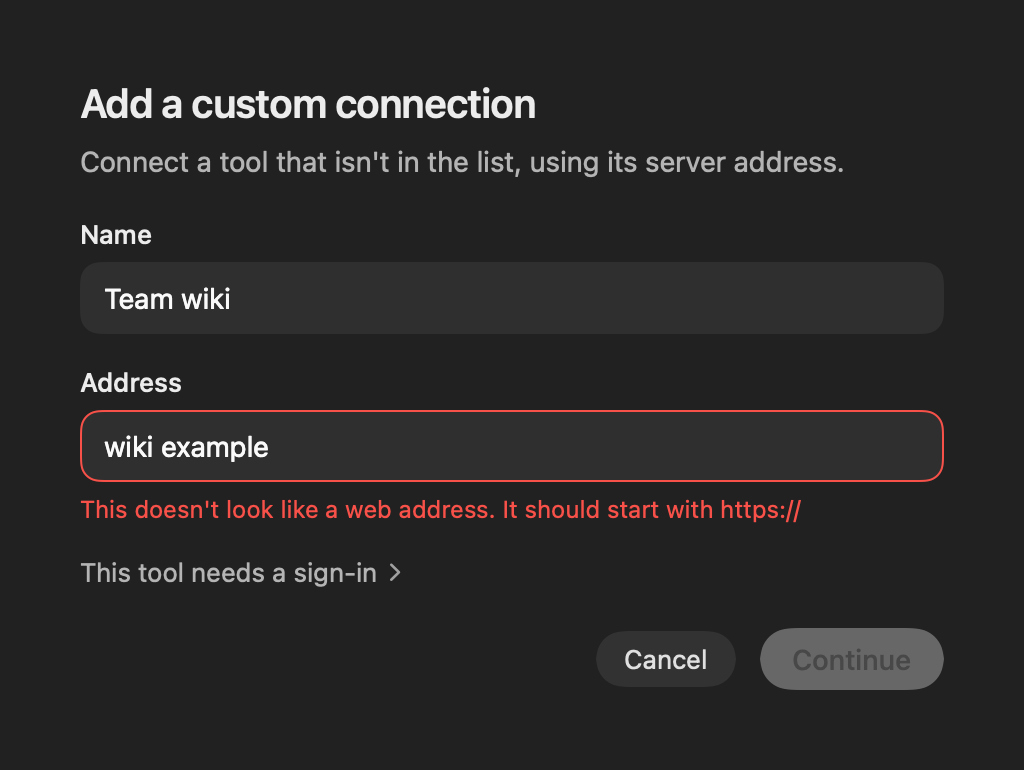 Add a custom connection
Connect a tool that isn't in the list, using its server address.
Name
Team wiki
Address
wiki example
This doesn't look like a web address. It should start with https://
This tool needs a sign-in
Cancel
Continue